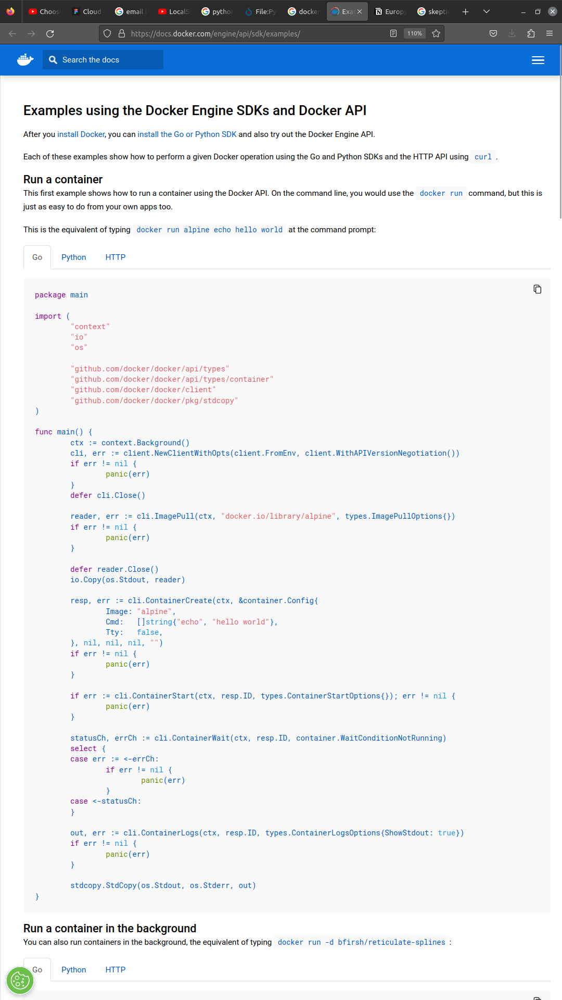 Choosi
Cloud
email
LocalS
python
File:Py
docker
Exa
Europy
skepti
https://docs.docker.com/engine/api/sdk/examples/
110%
Search the docs
Examples using the Docker Engine SDKs and Docker API
After you install Docker, you can install the Go or Python SDK and also try out the Docker Engine API.
Each of these examples show how to perform a given Docker operation using the Go and Python SDKs and the HTTP API using curl .
Run a container
This first example shows how to run a container using the Docker API. On the command line, you would use the docker run command, but this is
just as easy to do from your own apps too.
This is the equivalent of typing docker run alpine echo hello world at the command prompt:
Go Python HTTP
package main
import (
"context"
"io"
"os"
"github.com/docker/docker/api/types"
"github.com/docker/docker/api/types/container"
"github.com/docker/docker/client"
"github.com/docker/docker/pkg/stdcopy"
)
func main() {
ctx := context.Background()
cli, err := client.NewClientWithOpts(client.FromEnv, client.WithAPIVersionNegotiation())
if err != nil {
panic(err)
}
defer cli.Close()
reader, err := cli.ImagePull(ctx, "docker.io/library/alpine", types.ImagePullOptions{})
if err != nil {
panic(err)
}
defer reader.Close()
io.Copy(os.Stdout, reader)
resp, err := cli.ContainerCreate(ctx, &container.Config{
Image: "alpine",
Cmd: []string{"echo", "hello world"},
Tty: false,
}, nil, nil, nil, "")
if err != nil {
panic(err)
}
if err := cli.ContainerStart(ctx, resp.ID, types.ContainerStartOptions{}); err != nil {
panic(err)
}
statusCh, errCh := cli.ContainerWait(ctx, resp.ID, container.WaitConditionNotRunning)
select {
case err := <-errCh:
if err != nil {
panic(err)
}
case <-statusCh:
}
out, err := cli.ContainerLogs(ctx, resp.ID, types.ContainerLogsOptions{ShowStdout: true})
if err != nil {
panic(err)
}
stdcopy.StdCopy(os.Stdout, os.Stderr, out)
}
Run a container in the background
You can also run containers in the background, the equivalent of typing docker run -d bfirsh/reticulate-splines :
Go Python HTTP